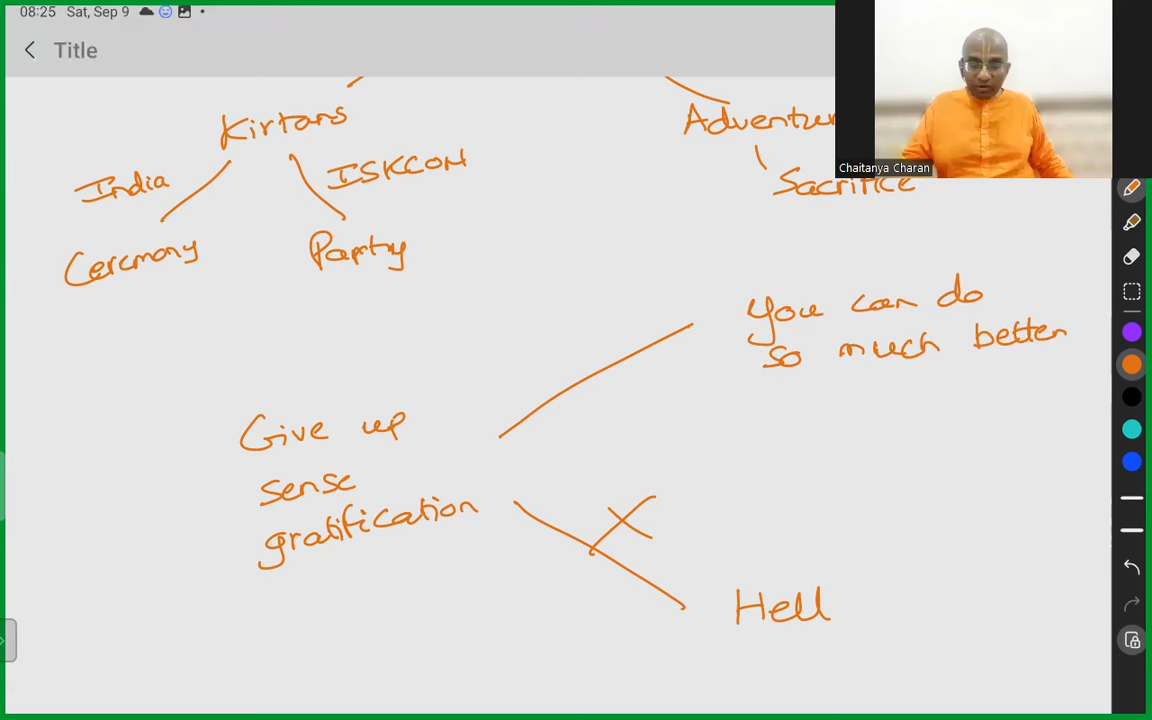 08:25 Sat, Sep 9
Title
Kirtans
Adventur
Chaitanya Charan
India
ISKCON
Sacrifice
Ceremony
Party
You can do
so much better
Give up
sense
gratification
Hell